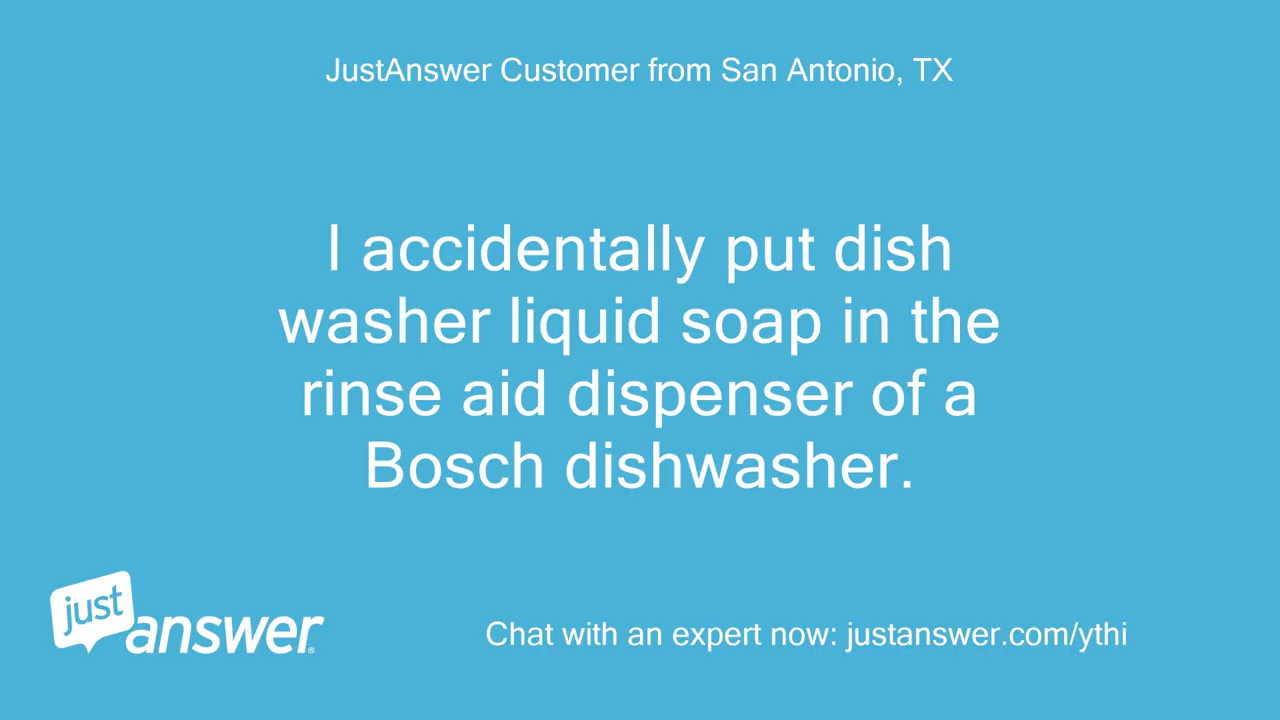 JustAnswer Customer from San Antonio, TX
I accidentally put dish
washer liquid soap in the
rinse aid dispenser of a
Bosch dishwasher.
just
answer®
Chat with an expert now: justanswer.com/ythi